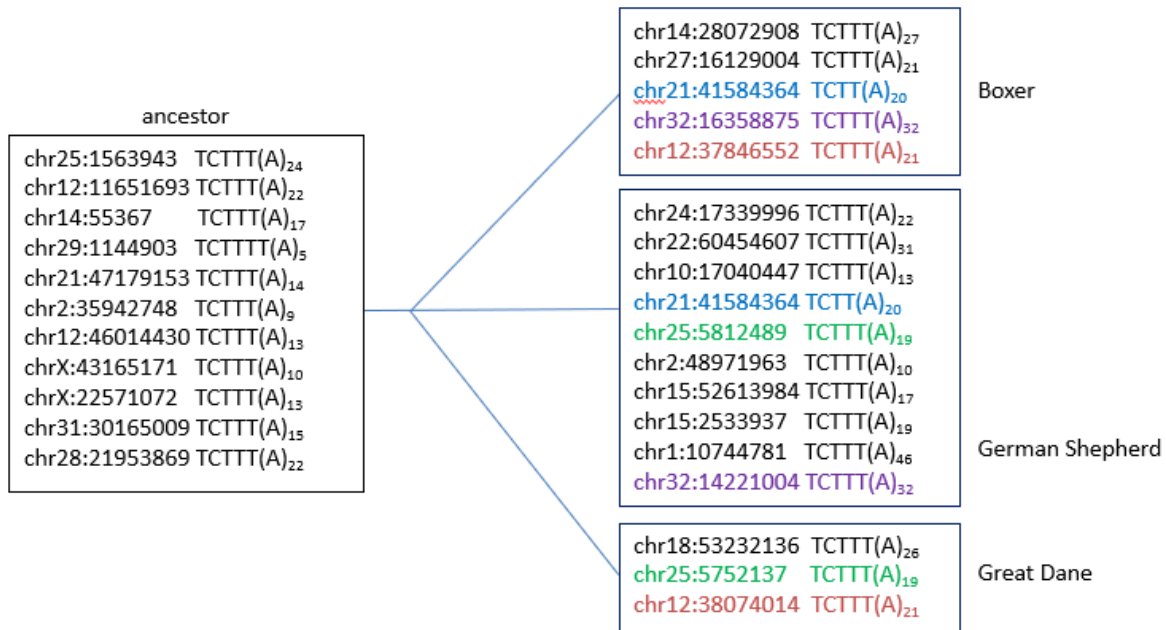 ancestor
chr25:1563943 TCTTT(A)24
chr12:11651693 TCTTT(A)22
chr14:55367 TCTTT(A)17
chr29:1144903 TCTTTT(A)5
chr21:47179153 TCTTT(A)14
chr2:35942748 TCTTT(A)9
chr12:46014430 TCTTT(A)13
chrX:43165171 TCTTT(A)10
chrX:22571072 TCTTT(A)13
chr31:30165009 TCTTT(A)15
chr28:21953869 TCTTT(A)22
chr14:28072908 TCTTT(A)27
chr27:16129004 TCTTT(A)21
chr21:41584364 TCTT(A)20
chr32:16358875 TCTTT(A)32
chr12:37846552 TCTTT(A)21
Boxer
chr24:17339996 TCTTT(A)22
chr22:60454607 TCTTT(A)31
chr10:17040447 TCTTT(A)13
chr21:41584364 TCTT(A)20
chr25:5812489 TCTTT(A)19
chr2:48971963 TCTTT(A)10
chr15:52613984 TCTTT(A)17
chr15:2533937 TCTTT(A)19
chr1:10744781 TCTTT(A)46
chr32:14221004 TCTTT(A)32
German Shepherd
chr18:53232136 TCTTT(A)26
chr25:5752137 TCTTT(A)19
chr12:38074014 TCTTT(A)21
Great Dane